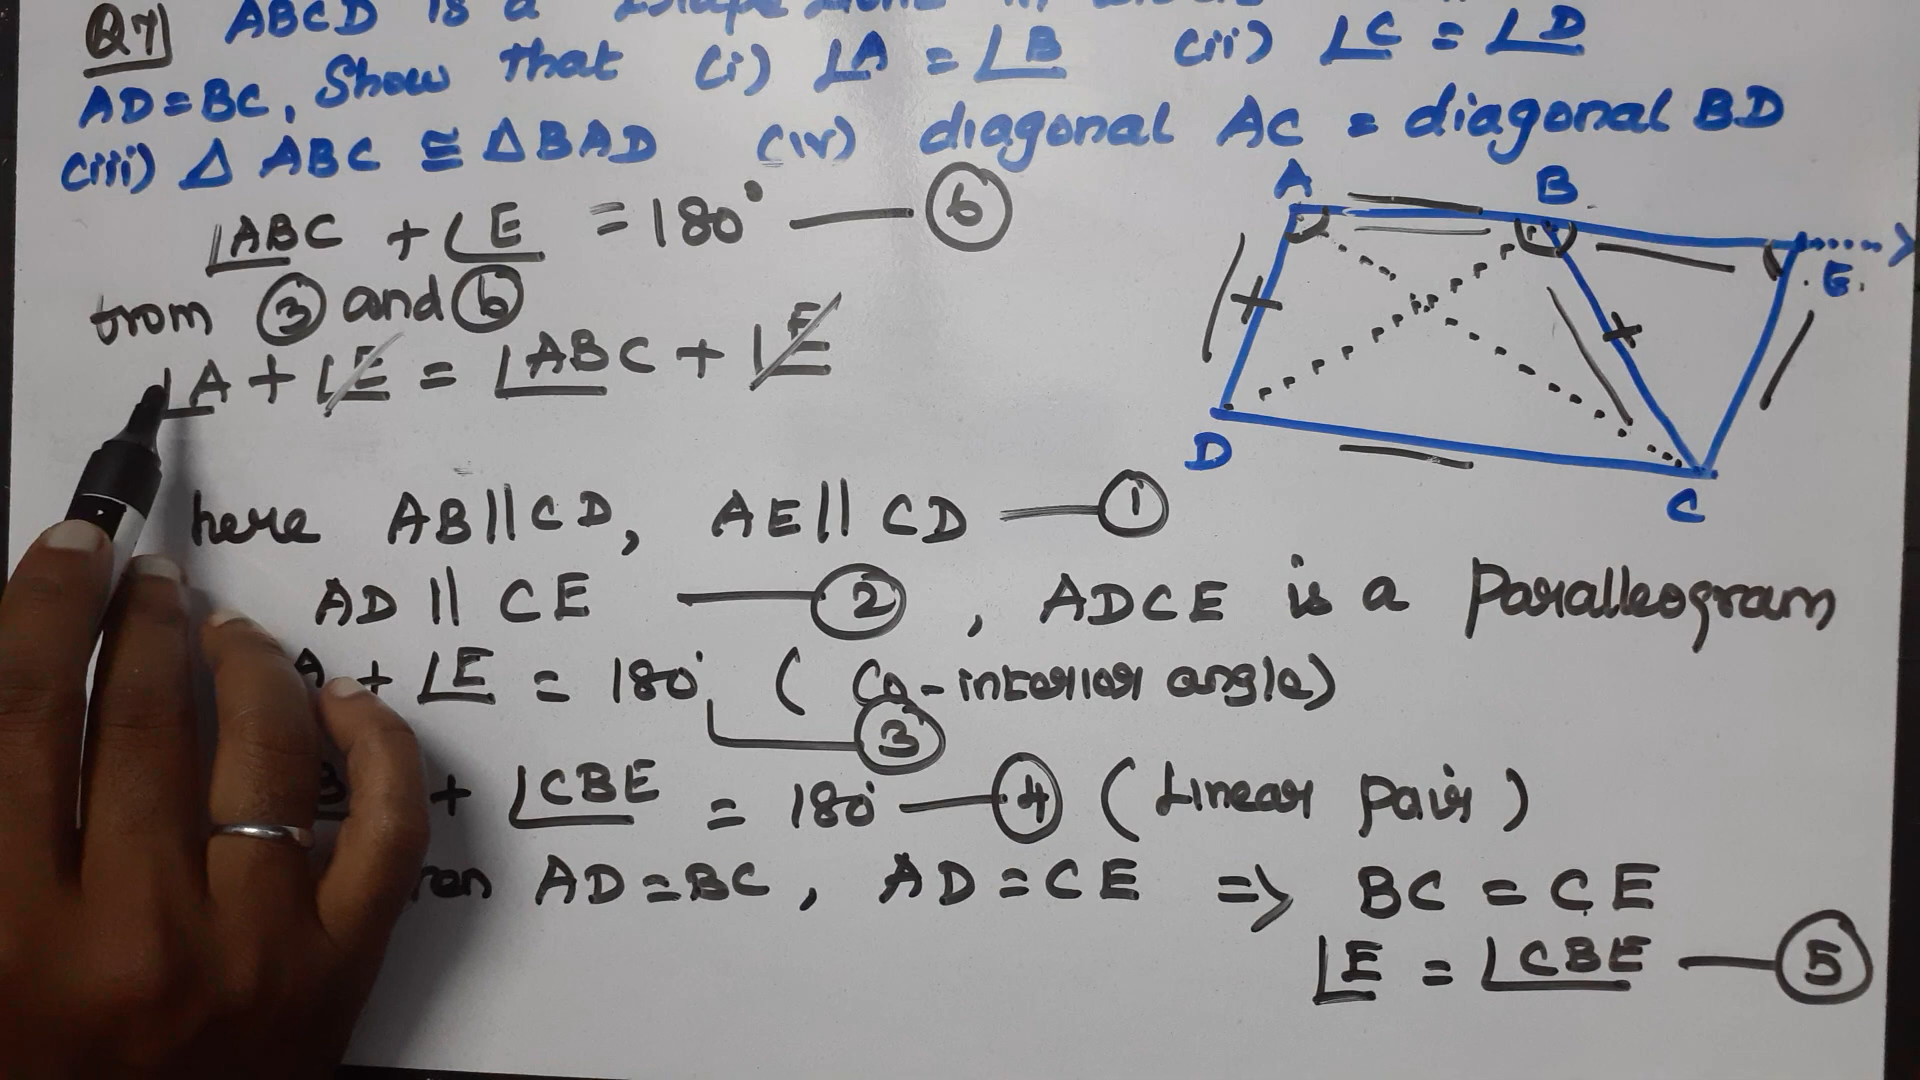 Q7) ABCD is a
AD=BC, Show that (i) ∠A = ∠B (ii) ∠C = ∠D
(iii) △ ABC ≅ △BAD (iv) diagonal AC = diagonal BD
∠ABC + ∠E = 180° — ⑥
from ③ and ⑥
∠A + ∠E = ∠ABC + ∠E
A B
E
D
C
here AB||CD, AE|| CD — ①
AD || CE — ②, ADCE is a Paralleogram
A + ∠E = 180° (Co-interior angle)
③
B + ∠CBE = 180° — ④ (Linear pair)
AD=BC, AD=CE => BC = CE
∠E = ∠CBE — ⑤